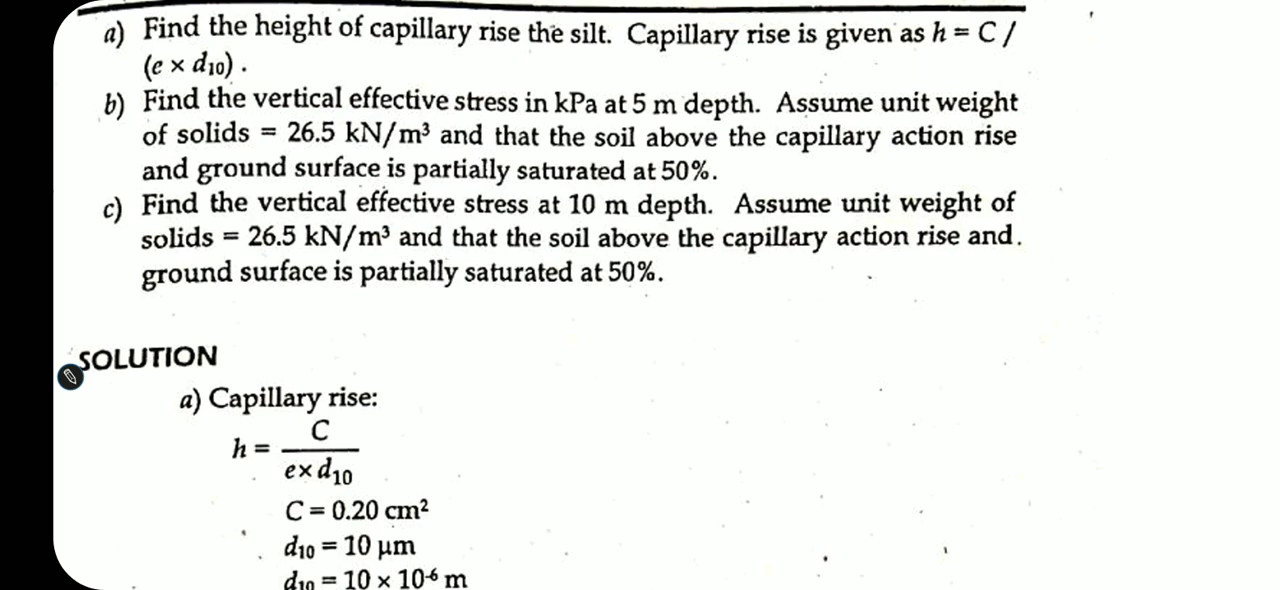 a) Find the height of capillary rise the silt. Capillary rise is given as h = C /
(e × d₁₀) .
b) Find the vertical effective stress in kPa at 5 m depth. Assume unit weight
of solids = 26.5 kN/m³ and that the soil above the capillary action rise
and ground surface is partially saturated at 50%.
c) Find the vertical effective stress at 10 m depth. Assume unit weight of
solids = 26.5 kN/m³ and that the soil above the capillary action rise and.
ground surface is partially saturated at 50%.
SOLUTION
a) Capillary rise:
h = C / e× d₁₀
C = 0.20 cm²
d₁₀ = 10 μm
d₁₀ = 10 × 10⁻⁶ m